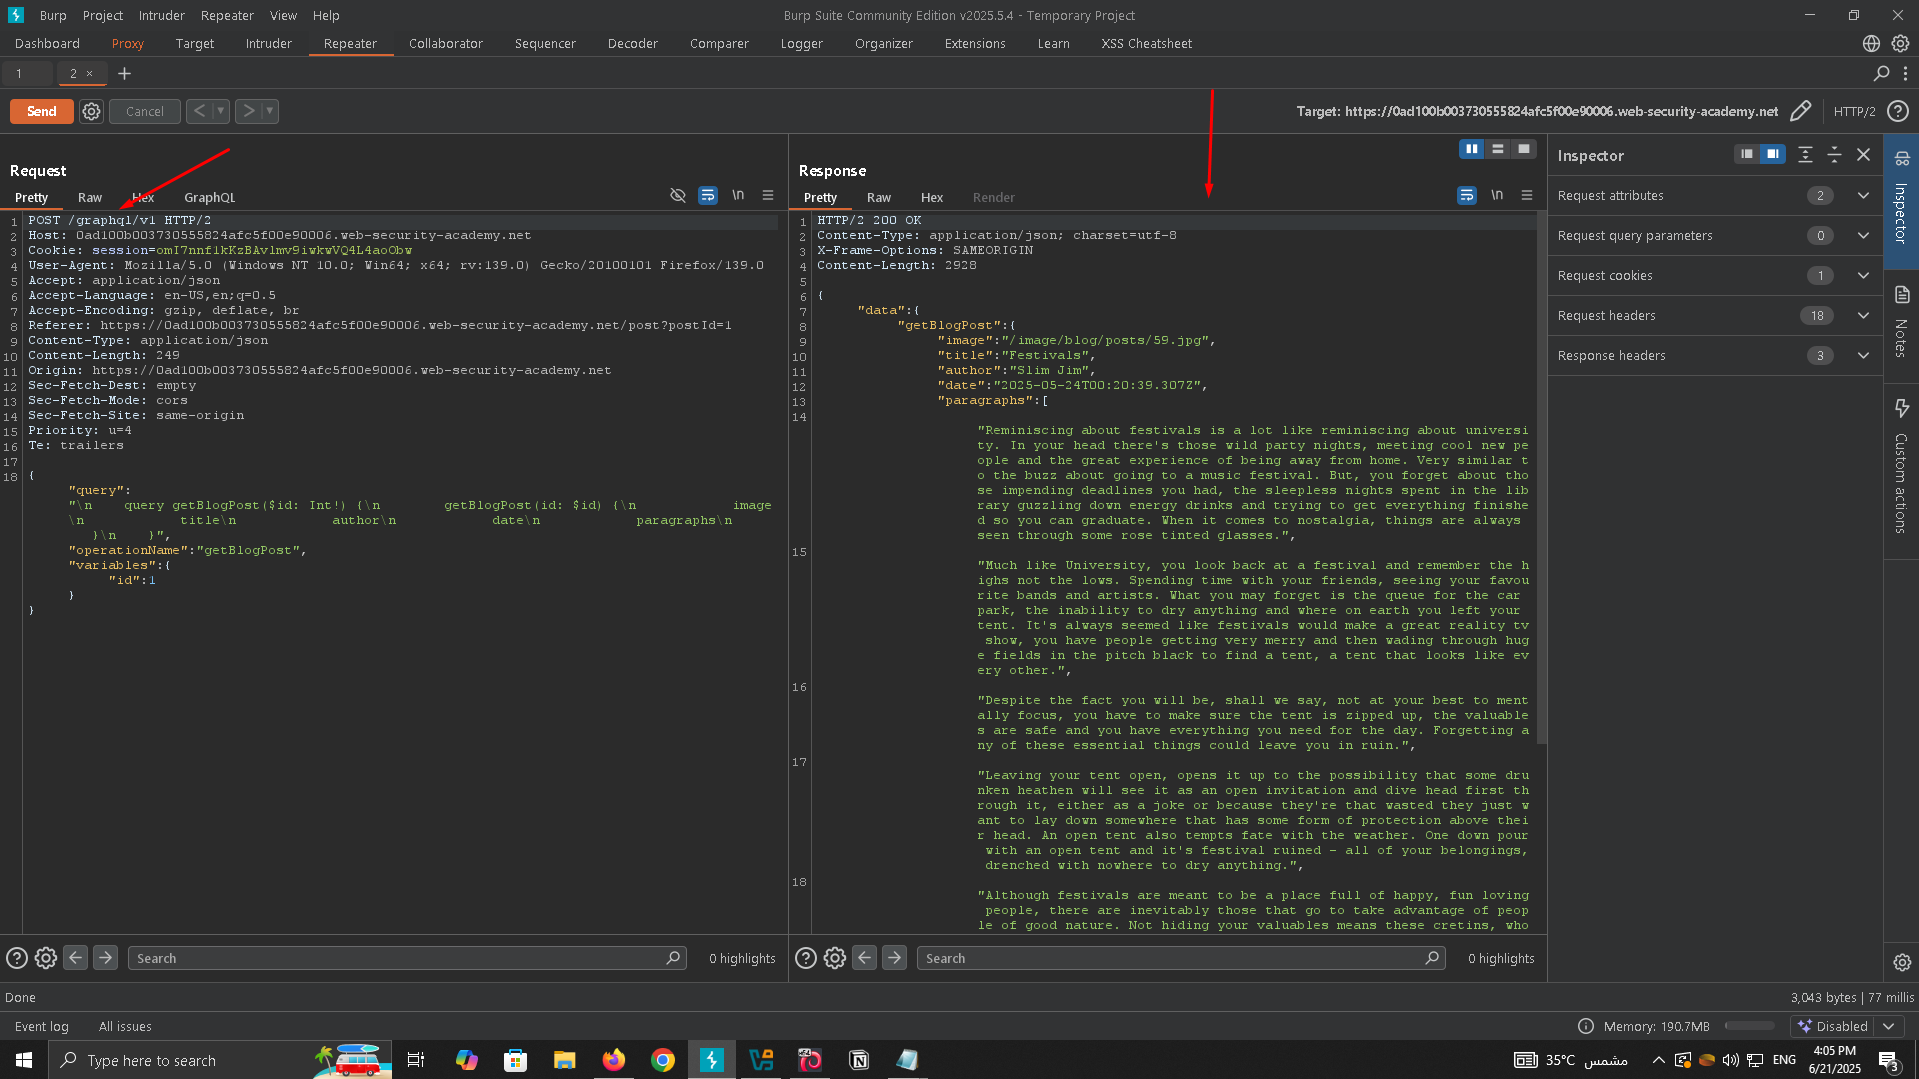 Burp Project Intruder Repeater View Help
Burp Suite Community Edition v2025.5.4 - Temporary Project
Dashboard Proxy Target Intruder Repeater Collaborator Sequencer Decoder Comparer Logger Organizer Extensions Learn XSS Cheatsheet
1 2 × +
Send Cancel < >
Target: https://0ad100b003730555824afc5f00e90006.web-security-academy.net HTTP/2
Request
Pretty Raw Hex GraphQL \n
1 POST /graphql/v1 HTTP/2
2 Host: 0ad100b003730555824afc5f00e90006.web-security-academy.net
3 Cookie: session=omI7nnf1kKzBAvlmv9iwkwVQ4L4aoObw
4 User-Agent: Mozilla/5.0 (Windows NT 10.0; Win64; x64; rv:139.0) Gecko/20100101 Firefox/139.0
5 Accept: application/json
6 Accept-Language: en-US,en;q=0.5
7 Accept-Encoding: gzip, deflate, br
8 Referer: https://0ad100b003730555824afc5f00e90006.web-security-academy.net/post?postId=1
9 Content-Type: application/json
10 Content-Length: 249
11 Origin: https://0ad100b003730555824afc5f00e90006.web-security-academy.net
12 Sec-Fetch-Dest: empty
13 Sec-Fetch-Mode: cors
14 Sec-Fetch-Site: same-origin
15 Priority: u=4
16 Te: trailers
17
18 {
"query":
"\n    query getBlogPost($id: Int!) {\n        getBlogPost(id: $id) {\n            image
\n            title\n            author\n            date\n            paragraphs\n
}\n    }",
"operationName":"getBlogPost",
"variables":{
"id":1
}
}
Response
Pretty Raw Hex Render \n
1 HTTP/2 200 OK
2 Content-Type: application/json; charset=utf-8
3 X-Frame-Options: SAMEORIGIN
4 Content-Length: 2928
5
6 {
7 "data":{
8 "getBlogPost":{
9 "image":"/image/blog/posts/59.jpg",
10 "title":"Festivals",
11 "author":"Slim Jim",
12 "date":"2025-05-24T00:20:39.307Z",
13 "paragraphs":[
14
"Reminiscing about festivals is a lot like reminiscing about universi
ty. In your head there's those wild party nights, meeting cool new pe
ople and the great experience of being away from home. Very similar t
o the buzz about going to a music festival. But, you forget about tho
se impending deadlines you had, the sleepless nights spent in the lib
rary guzzling down energy drinks and trying to get everything finishe
d so you can graduate. When it comes to nostalgia, things are always
seen through some rose tinted glasses.",
15
"Much like University, you look back at a festival and remember the h
ighs not the lows. Spending time with your friends, seeing your favou
rite bands and artists. What you may forget is the queue for the car
park, the inability to dry anything and where on earth you left your
tent. It's always seemed like festivals would make a great reality tv
show, you have people getting very merry and then wading through hug
e fields in the pitch black to find a tent, a tent that looks like ev
ery other.",
16
"Despite the fact you will be, shall we say, not at your best to ment
ally focus, you have to make sure the tent is zipped up, the valuable
s are safe and you have everything you need for the day. Forgetting a
ny of these essential things could leave you in ruin.",
17
"Leaving your tent open, opens it up to the possibility that some dru
nken heathen will see it as an open invitation and dive head first th
rough it, either as a joke or because they're that wasted they just w
ant to lay down somewhere that has some form of protection above thei
r head. An open tent also tempts fate with the weather. One down pour
with an open tent and it's festival ruined – all of your belongings,
drenched with nowhere to dry anything.",
18
"Although festivals are meant to be a place full of happy, fun loving
people, there are inevitably those that go to take advantage of peop
le of good nature. Not hiding your valuables means these cretins, who
Inspector
Request attributes 2
Request query parameters 0
Request cookies 1
Request headers 18
Response headers 3
Inspector
Notes
Custom actions
Search 0 highlights
Search 0 highlights
Done
3,043 bytes | 77 millis
Event log All issues
Memory: 190.7MB Disabled
Type here to search
35°C مشمس
ENG
4:05 PM
6/21/2025
3